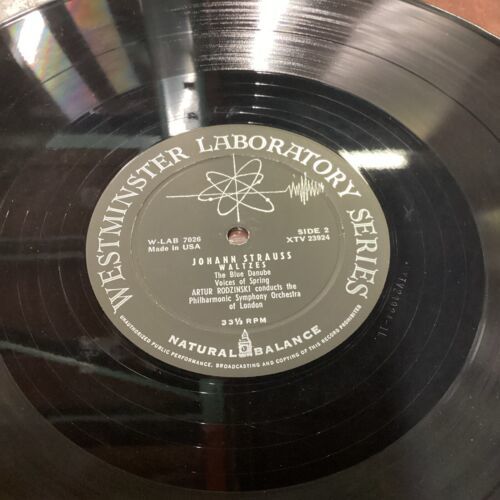 WESTMINSTER LABORATORY SERIES
W-LAB 7026
Made in USA
SIDE 2
XTV 23924
JOHANN STRAUSS
WALTZES
The Blue Danube
Voices of Spring
ARTUR RODZINSKI conducts the
Philharmonic Symphony Orchestra
of London
33⅓ RPM
NATURAL BALANCE
UNAUTHORIZED PUBLIC PERFORMANCE, BROADCASTING AND COPYING OF THIS RECORD PROHIBITED